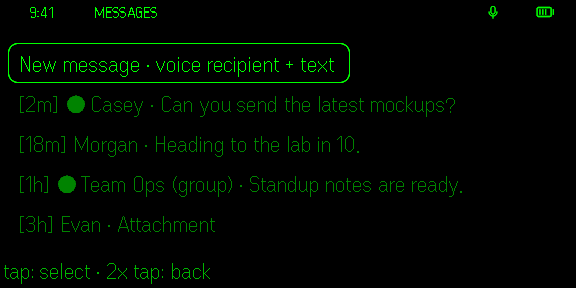 9:41 MESSAGES
New message · voice recipient + text
[2m] ● Casey · Can you send the latest mockups?
[18m] Morgan · Heading to the lab in 10.
[1h] ● Team Ops (group) · Standup notes are ready.
[3h] Evan · Attachment
tap: select · 2x tap: back